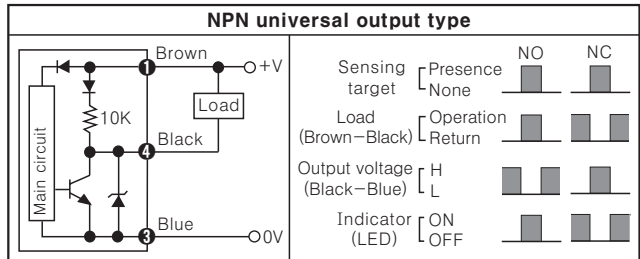 NPN universal output type
Brown
1
+V
10K
Load
Black
4
Main circuit
Blue
3
0V
NO NC
Sensing target Presence
None
Load (Brown−Black) Operation
Return
Output voltage (Black−Blue) H
L
Indicator (LED) ON
OFF